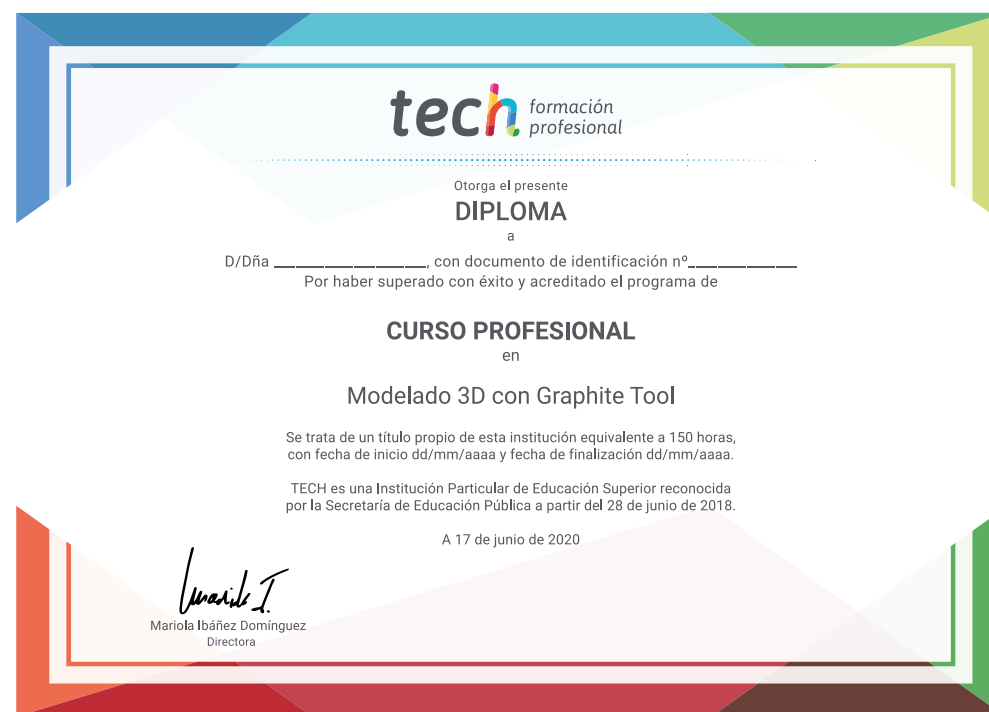 tech formación
profesional
Otorga el presente
DIPLOMA
a
D/Dña ____________________, con documento de identificación nº______________
Por haber superado con éxito y acreditado el programa de
CURSO PROFESIONAL
en
Modelado 3D con Graphite Tool
Se trata de un título propio de esta institución equivalente a 150 horas,
con fecha de inicio dd/mm/aaaa y fecha de finalización dd/mm/aaaa.
TECH es una Institución Particular de Educación Superior reconocida
por la Secretaría de Educación Pública a partir del 28 de junio de 2018.
A 17 de junio de 2020
Mariola Ibáñez Domínguez
Directora